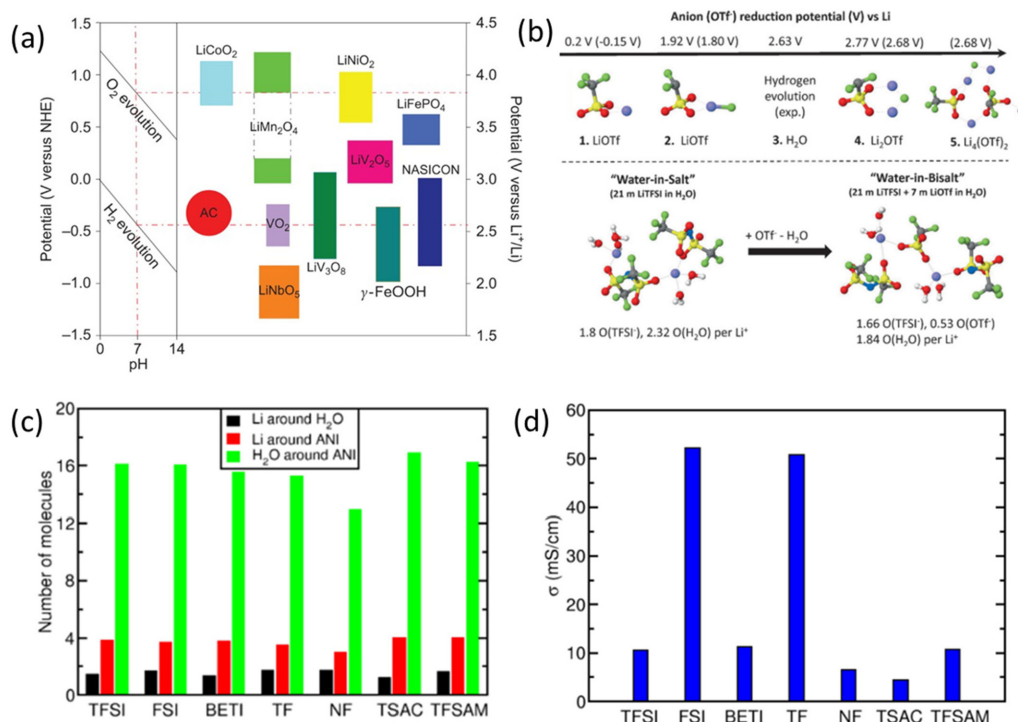 (a)
Potential (V versus NHE)
1.5
1.0
0.5
0.0
−0.5
−1.0
−1.5
O2 evolution
H2 evolution
0
7
14
pH
LiCoO2
LiMn2O4
LiNiO2
LiFePO4
LiV2O5
NASICON
AC
VO2
LiV3O8
γ-FeOOH
LiNbO5
4.5
4.0
3.5
3.0
2.5
2.0
1.5
Potential (V versus Li+/Li)
(b)
Anion (OTf-) reduction potential (V) vs Li
0.2 V (-0.15 V)
1.92 V (1.80 V)
2.63 V
2.77 V (2.68 V)
(2.68 V)
Hydrogen
evolution
(exp.)
1. LiOTf
2. LiOTf
3. H2O
4. Li2OTf
5. Li4(OTf)2
"Water-in-Salt"
(21 m LiTFSI in H2O)
"Water-in-Bisalt"
(21 m LiTFSI + 7 m LiOTf in H2O)
+ OTf- - H2O
1.8 O(TFSI-), 2.32 O(H2O) per Li+
1.66 O(TFSI-), 0.53 O(OTf-)
1.84 O(H2O) per Li+
(c)
Number of molecules
20
16
12
8
4
0
Li around H2O
Li around ANI
H2O around ANI
TFSI FSI BETI TF NF TSAC TFSAM
(d)
σ (mS/cm)
60
50
40
30
20
10
0
TFSI FSI BETI TF NF TSAC TFSAM